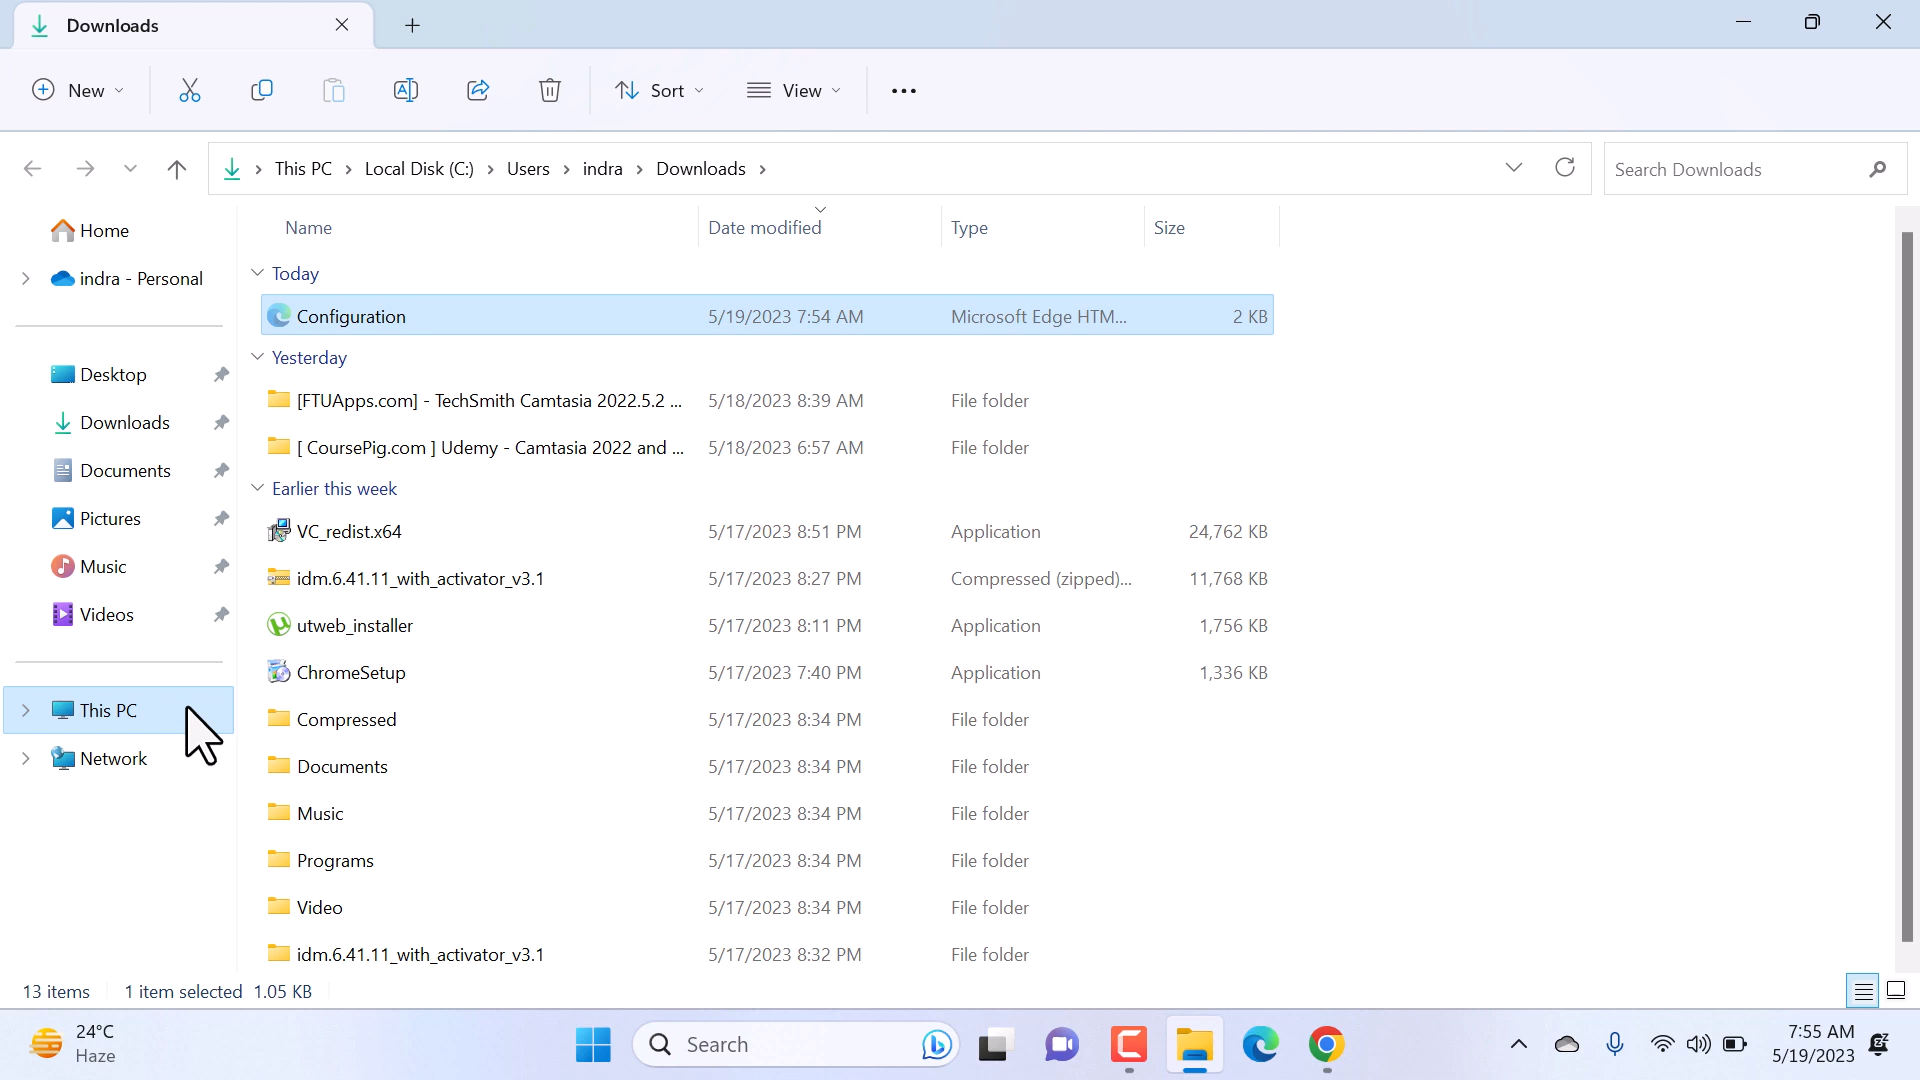 Downloads
New
Sort
View
This PC
Local Disk (C:)
Users
indra
Downloads
Search Downloads
Home
indra - Personal
Desktop
Downloads
Documents
Pictures
Music
Videos
This PC
Network
Name Date modified Type Size
Today
Configuration 5/19/2023 7:54 AM Microsoft Edge HTM... 2 KB
Yesterday
[FTUApps.com] - TechSmith Camtasia 2022.5.2 ... 5/18/2023 8:39 AM File folder
[ CoursePig.com ] Udemy - Camtasia 2022 and ... 5/18/2023 6:57 AM File folder
Earlier this week
VC_redist.x64 5/17/2023 8:51 PM Application 24,762 KB
idm.6.41.11_with_activator_v3.1 5/17/2023 8:27 PM Compressed (zipped)... 11,768 KB
utweb_installer 5/17/2023 8:11 PM Application 1,756 KB
ChromeSetup 5/17/2023 7:40 PM Application 1,336 KB
Compressed 5/17/2023 8:34 PM File folder
Documents 5/17/2023 8:34 PM File folder
Music 5/17/2023 8:34 PM File folder
Programs 5/17/2023 8:34 PM File folder
Video 5/17/2023 8:34 PM File folder
idm.6.41.11_with_activator_v3.1 5/17/2023 8:32 PM File folder
13 items 1 item selected 1.05 KB
24°C
Haze
Search
7:55 AM
5/19/2023